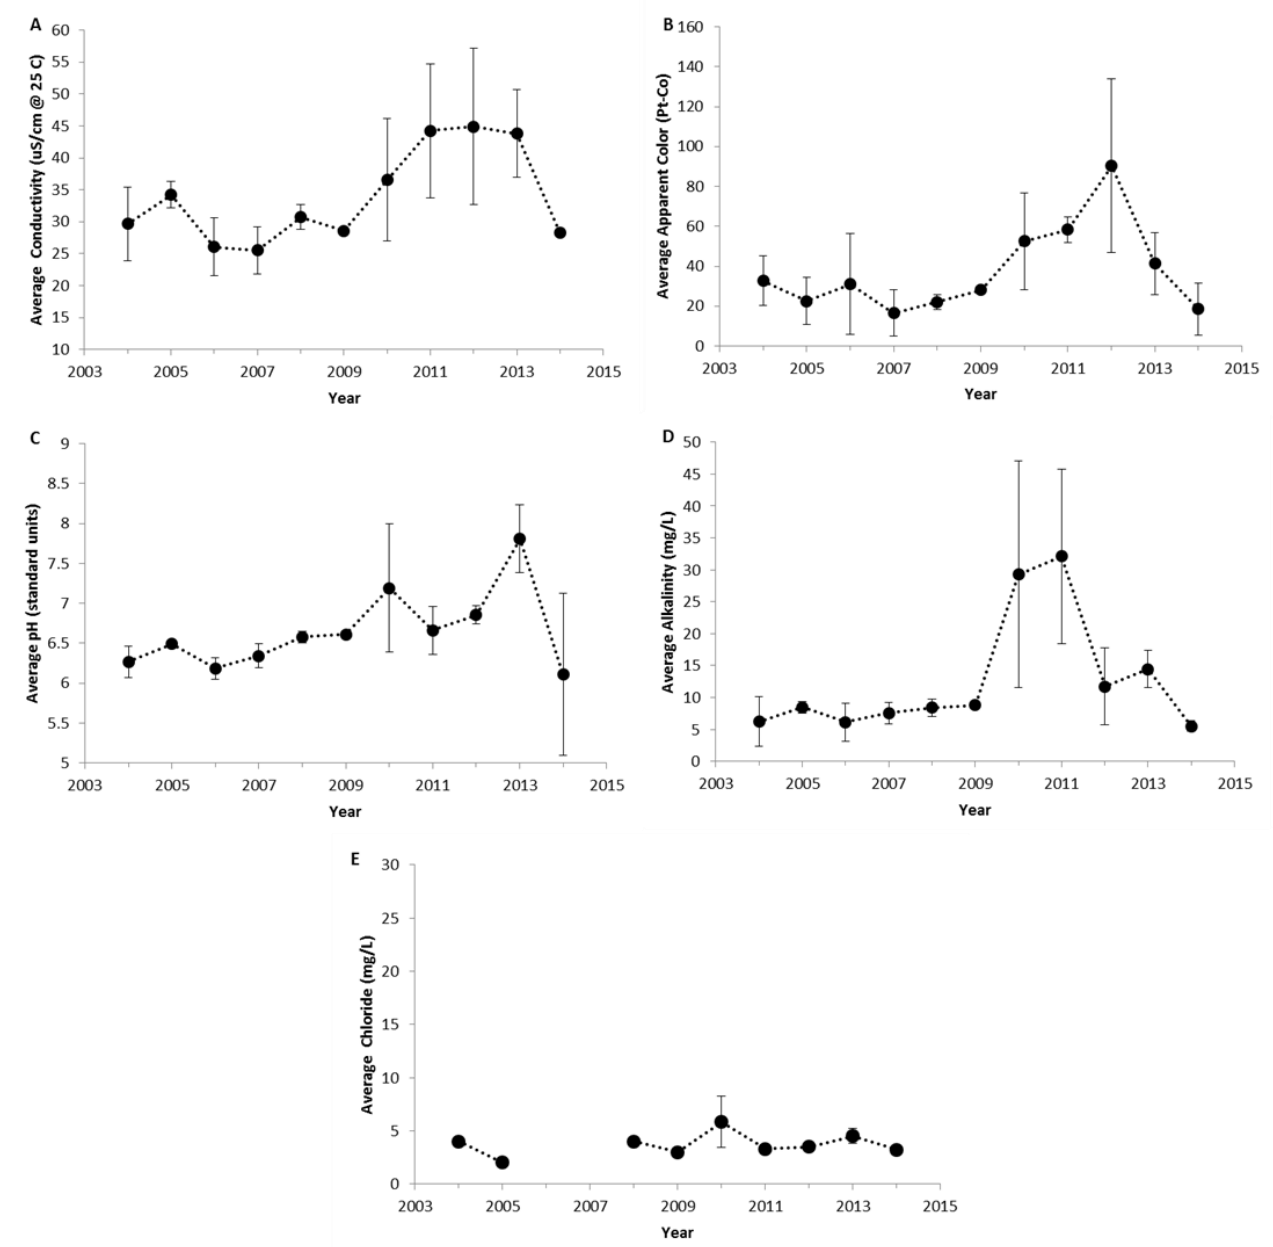 A
60
55
50
45
40
35
30
25
20
15
10
Average Conductivity (uS/cm @ 25 C)
2003 2005 2007 2009 2011 2013 2015
Year
B
160
140
120
100
80
60
40
20
0
Average Apparent Color (Pt-Co)
2003 2005 2007 2009 2011 2013 2015
Year
C
9
8.5
8
7.5
7
6.5
6
5.5
5
Average pH (standard units)
2003 2005 2007 2009 2011 2013 2015
Year
D
50
45
40
35
30
25
20
15
10
5
0
Average Alkalinity (mg/L)
2003 2005 2007 2009 2011 2013 2015
Year
E
30
25
20
15
10
5
0
Average Chloride (mg/L)
2003 2005 2007 2009 2011 2013 2015
Year